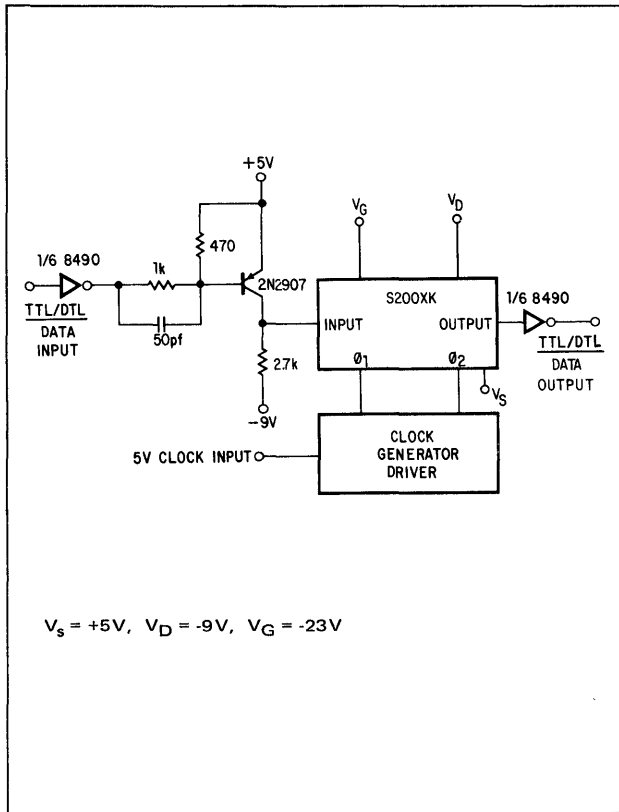 +5V
V_G
V_D
470
1/6 8490
1k
2N2907
S200XK
1/6 8490
TTL/DTL
DATA
INPUT
50pf
INPUT
OUTPUT
TTL/DTL
DATA
OUTPUT
2.7k
Ø1
Ø2
V_S
-9V
5V CLOCK INPUT
CLOCK
GENERATOR
DRIVER
V_s = +5V, V_D = -9V, V_G = -23V